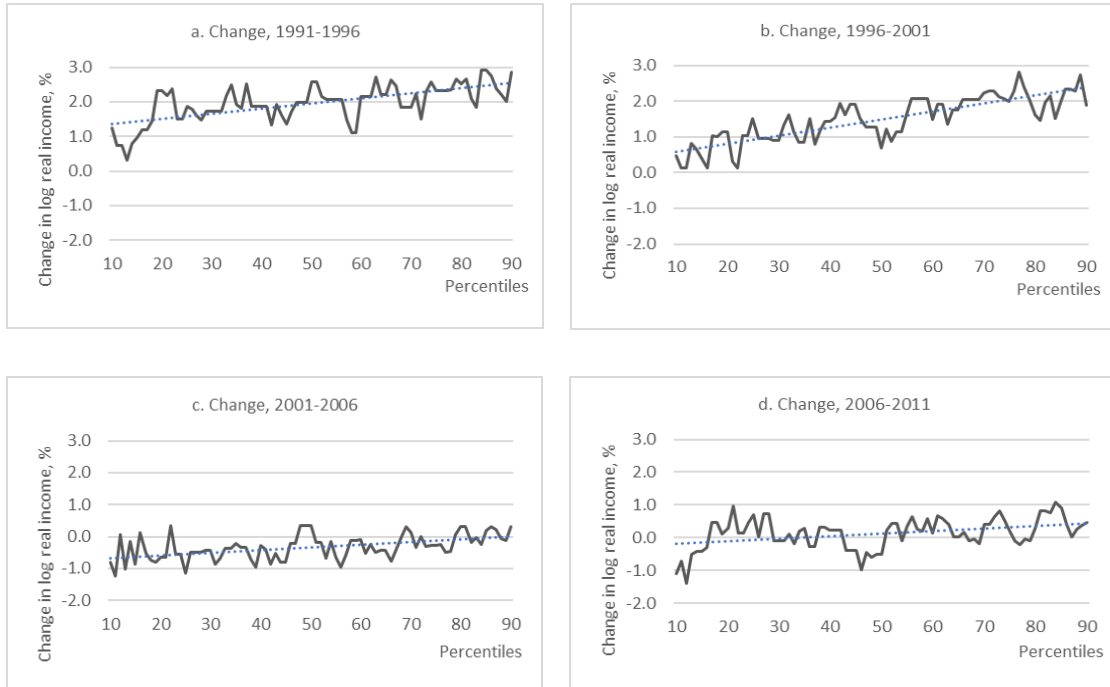 a. Change, 1991-1996
Change in log real income, %
3.0
2.0
1.0
0.0
-1.0
-2.0
10 20 30 40 50 60 70 80 90
Percentiles
b. Change, 1996-2001
Change in log real income, %
3.0
2.0
1.0
0.0
-1.0
-2.0
10 20 30 40 50 60 70 80 90
Percentiles
c. Change, 2001-2006
Change in log real income, %
3.0
2.0
1.0
0.0
-1.0
-2.0
10 20 30 40 50 60 70 80 90
Percentiles
d. Change, 2006-2011
Change in log real income, %
3.0
2.0
1.0
0.0
-1.0
-2.0
10 20 30 40 50 60 70 80 90
Percentiles